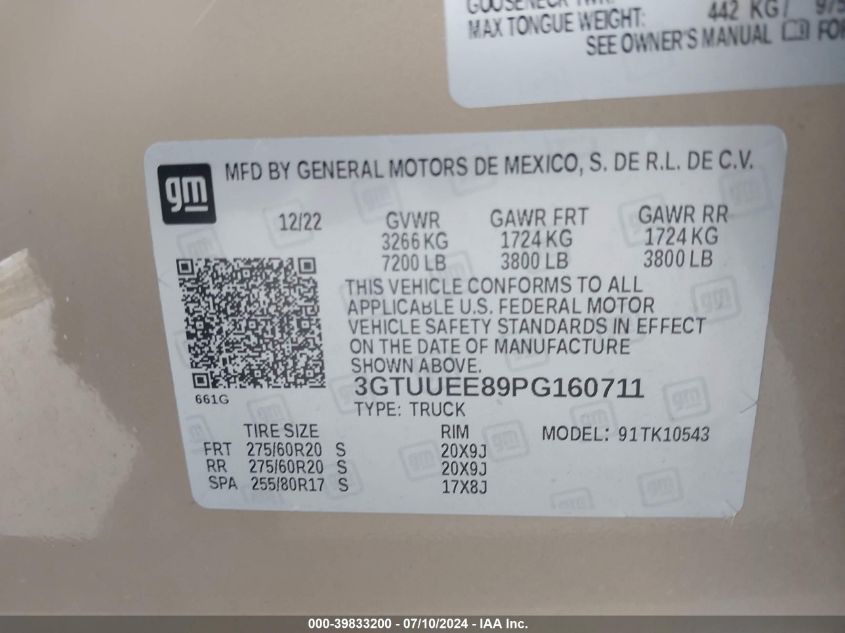 MAX TONGUE WEIGHT: 442 KG/
SEE OWNER'S MANUAL FOR
gm
MFD BY GENERAL MOTORS DE MEXICO, S. DE R.L. DE C.V.
12/22 GVWR GAWR FRT GAWR RR
3266 KG 1724 KG 1724 KG
7200 LB 3800 LB 3800 LB
THIS VEHICLE CONFORMS TO ALL
APPLICABLE U.S. FEDERAL MOTOR
VEHICLE SAFETY STANDARDS IN EFFECT
ON THE DATE OF MANUFACTURE
SHOWN ABOVE.
661G
3GTUUEE89PG160711
TYPE: TRUCK
TIRE SIZE RIM MODEL: 91TK10543
FRT 275/60R20 S 20X9J
RR 275/60R20 S 20X9J
SPA 255/80R17 S 17X8J
000-39833200 - 07/10/2024 - IAA Inc.